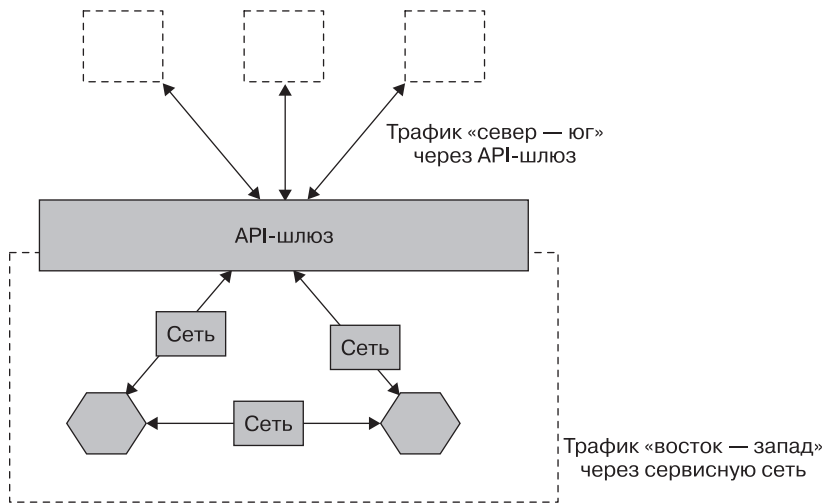 Трафик «север — юг»
через API-шлюз
API-шлюз
Сеть
Сеть
Сеть
Трафик «восток — запад»
через сервисную сеть